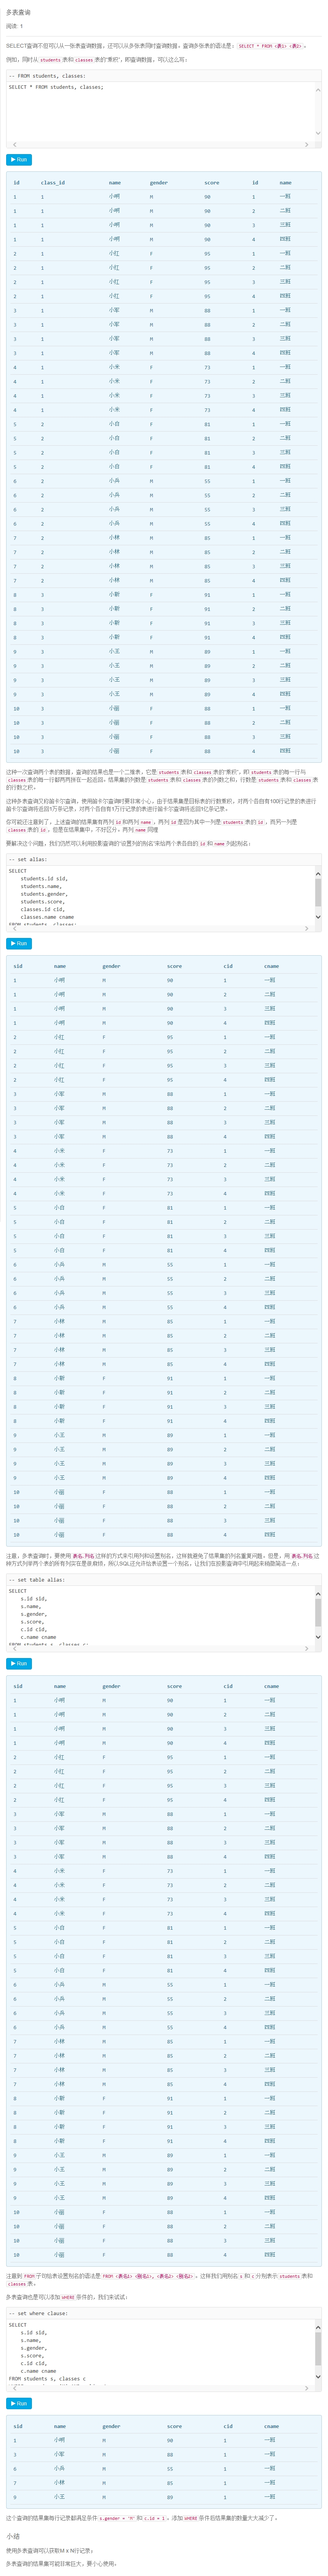 多表查询
阅读: 1
SELECT查询不但可以从一张表查询数据，还可以从多张表同时查询数据。查询多张表的语法是：SELECT * FROM <表1> <表2>。
例如，同时从students表和classes表的“乘积”，即查询数据，可以这么写：
-- FROM students, classes:
SELECT * FROM students, classes;
Run
id class_id name gender score id name
1 1 小明 M 90 1 一班
1 1 小明 M 90 2 二班
1 1 小明 M 90 3 三班
1 1 小明 M 90 4 四班
2 1 小红 F 95 1 一班
2 1 小红 F 95 2 二班
2 1 小红 F 95 3 三班
2 1 小红 F 95 4 四班
3 1 小军 M 88 1 一班
3 1 小军 M 88 2 二班
3 1 小军 M 88 3 三班
3 1 小军 M 88 4 四班
4 1 小米 F 73 1 一班
4 1 小米 F 73 2 二班
4 1 小米 F 73 3 三班
4 1 小米 F 73 4 四班
5 2 小白 F 81 1 一班
5 2 小白 F 81 2 二班
5 2 小白 F 81 3 三班
5 2 小白 F 81 4 四班
6 2 小兵 M 55 1 一班
6 2 小兵 M 55 2 二班
6 2 小兵 M 55 3 三班
6 2 小兵 M 55 4 四班
7 2 小林 M 85 1 一班
7 2 小林 M 85 2 二班
7 2 小林 M 85 3 三班
7 2 小林 M 85 4 四班
8 3 小新 F 91 1 一班
8 3 小新 F 91 2 二班
8 3 小新 F 91 3 三班
8 3 小新 F 91 4 四班
9 3 小王 M 89 1 一班
9 3 小王 M 89 2 二班
9 3 小王 M 89 3 三班
9 3 小王 M 89 4 四班
10 3 小丽 F 88 1 一班
10 3 小丽 F 88 2 二班
10 3 小丽 F 88 3 三班
10 3 小丽 F 88 4 四班
这种一次查询两个表的数据，查询的结果也是一个二维表，它是students表和classes表的“乘积”，即students表的每一行与
classes表的每一行都两两拼在一起返回。结果集的列数是students表和classes表的列数之和，行数是students表和classes表
的行数之积。
这种多表查询又称笛卡尔查询，使用笛卡尔查询时要非常小心，由于结果集是目标表的行数乘积，对两个各自有100行记录的表进行
笛卡尔查询将返回1万条记录，对两个各自有1万行记录的表进行笛卡尔查询将返回1亿条记录。
你可能还注意到了，上述查询的结果集有两列id和两列name，两列id是因为其中一列是students表的id，而另一列是
classes表的id，但是在结果集中，不好区分。两列name同理
要解决这个问题，我们仍然可以利用投影查询的“设置列的别名”来给两个表各自的id和name列起别名：
-- set alias:
SELECT
students.id sid,
students.name,
students.gender,
students.score,
classes.id cid,
classes.name cname
FROM students, classes;
Run
sid name gender score cid cname
1 小明 M 90 1 一班
1 小明 M 90 2 二班
1 小明 M 90 3 三班
1 小明 M 90 4 四班
2 小红 F 95 1 一班
2 小红 F 95 2 二班
2 小红 F 95 3 三班
2 小红 F 95 4 四班
3 小军 M 88 1 一班
3 小军 M 88 2 二班
3 小军 M 88 3 三班
3 小军 M 88 4 四班
4 小米 F 73 1 一班
4 小米 F 73 2 二班
4 小米 F 73 3 三班
4 小米 F 73 4 四班
5 小白 F 81 1 一班
5 小白 F 81 2 二班
5 小白 F 81 3 三班
5 小白 F 81 4 四班
6 小兵 M 55 1 一班
6 小兵 M 55 2 二班
6 小兵 M 55 3 三班
6 小兵 M 55 4 四班
7 小林 M 85 1 一班
7 小林 M 85 2 二班
7 小林 M 85 3 三班
7 小林 M 85 4 四班
8 小新 F 91 1 一班
8 小新 F 91 2 二班
8 小新 F 91 3 三班
8 小新 F 91 4 四班
9 小王 M 89 1 一班
9 小王 M 89 2 二班
9 小王 M 89 3 三班
9 小王 M 89 4 四班
10 小丽 F 88 1 一班
10 小丽 F 88 2 二班
10 小丽 F 88 3 三班
10 小丽 F 88 4 四班
注意，多表查询时，要使用表名.列名这样的方式来引用列和设置别名，这样就避免了结果集的列名重复问题。但是，用表名.列名这
种方式列举两个表的所有列实在是很麻烦，所以SQL还允许给表设置一个别名，让我们在投影查询中引用起来稍微简洁一点：
-- set table alias:
SELECT
s.id sid,
s.name,
s.gender,
s.score,
c.id cid,
c.name cname
FROM students s, classes c;
Run
sid name gender score cid cname
1 小明 M 90 1 一班
1 小明 M 90 2 二班
1 小明 M 90 3 三班
1 小明 M 90 4 四班
2 小红 F 95 1 一班
2 小红 F 95 2 二班
2 小红 F 95 3 三班
2 小红 F 95 4 四班
3 小军 M 88 1 一班
3 小军 M 88 2 二班
3 小军 M 88 3 三班
3 小军 M 88 4 四班
4 小米 F 73 1 一班
4 小米 F 73 2 二班
4 小米 F 73 3 三班
4 小米 F 73 4 四班
5 小白 F 81 1 一班
5 小白 F 81 2 二班
5 小白 F 81 3 三班
5 小白 F 81 4 四班
6 小兵 M 55 1 一班
6 小兵 M 55 2 二班
6 小兵 M 55 3 三班
6 小兵 M 55 4 四班
7 小林 M 85 1 一班
7 小林 M 85 2 二班
7 小林 M 85 3 三班
7 小林 M 85 4 四班
8 小新 F 91 1 一班
8 小新 F 91 2 二班
8 小新 F 91 3 三班
8 小新 F 91 4 四班
9 小王 M 89 1 一班
9 小王 M 89 2 二班
9 小王 M 89 3 三班
9 小王 M 89 4 四班
10 小丽 F 88 1 一班
10 小丽 F 88 2 二班
10 小丽 F 88 3 三班
10 小丽 F 88 4 四班
注意到FROM子句给表设置别名的语法是FROM <表名1> <别名1>, <表名2> <别名2>。这样我们用别名s和c分别表示students表和
classes表。
多表查询也是可以添加WHERE条件的，我们来试试：
-- set where clause:
SELECT
s.id sid,
s.name,
s.gender,
s.score,
c.id cid,
c.name cname
FROM students s, classes c
Run
sid name gender score cid cname
1 小明 M 90 1 一班
3 小军 M 88 1 一班
6 小兵 M 55 1 一班
7 小林 M 85 1 一班
9 小王 M 89 1 一班
这个查询的结果集每行记录都满足条件s.gender = 'M'和c.id = 1。添加WHERE条件后结果集的数量大大减少了。
小结
使用多表查询可以获取M x N行记录；
多表查询的结果集可能非常巨大，要小心使用。